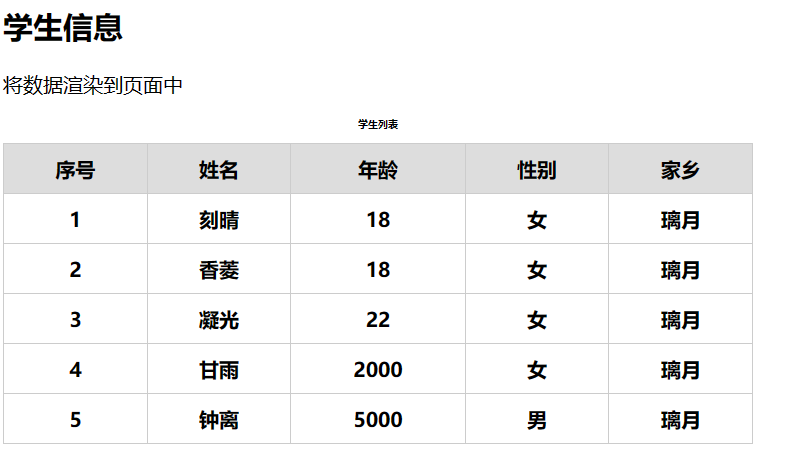 学生信息
将数据渲染到页面中
学生列表
序号 姓名 年龄 性别 家乡
1 刻晴 18 女 璃月
2 香菱 18 女 璃月
3 凝光 22 女 璃月
4 甘雨 2000 女 璃月
5 钟离 5000 男 璃月